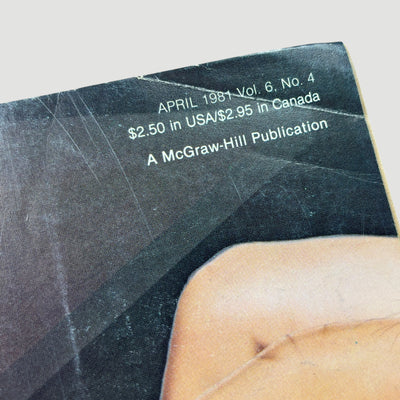 APRIL 1981 Vol. 6, No. 4
$2.50 in USA/$2.95 in Canada
A McGraw-Hill Publication